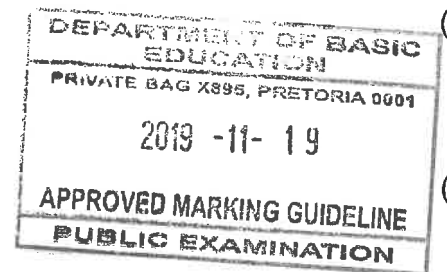 DEPARTMENT OF BASIC
EDUCATION
PRIVATE BAG X895, PRETORIA 0001
2019 -11- 19
APPROVED MARKING GUIDELINE
PUBLIC EXAMINATION